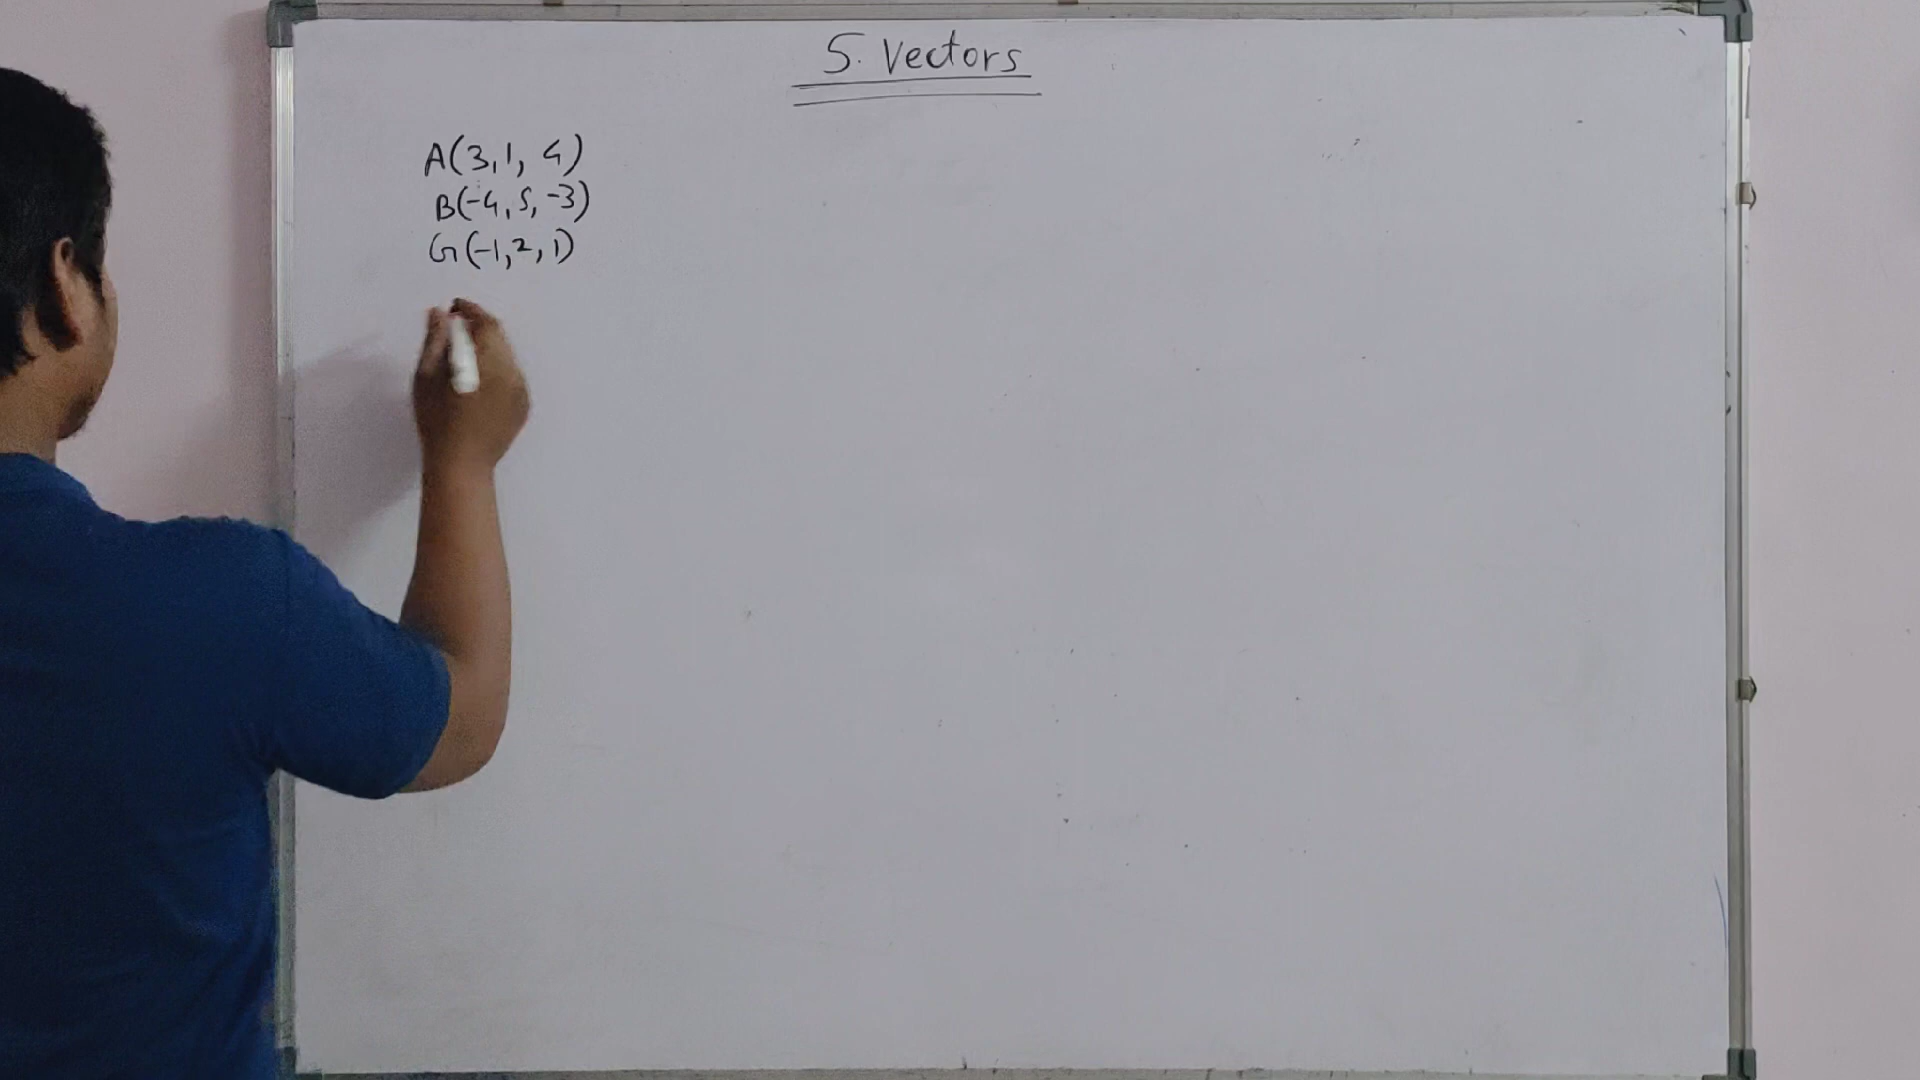 5. Vectors
A(3,1, 4)
B(-4, 5, -3)
G(-1,2,1)